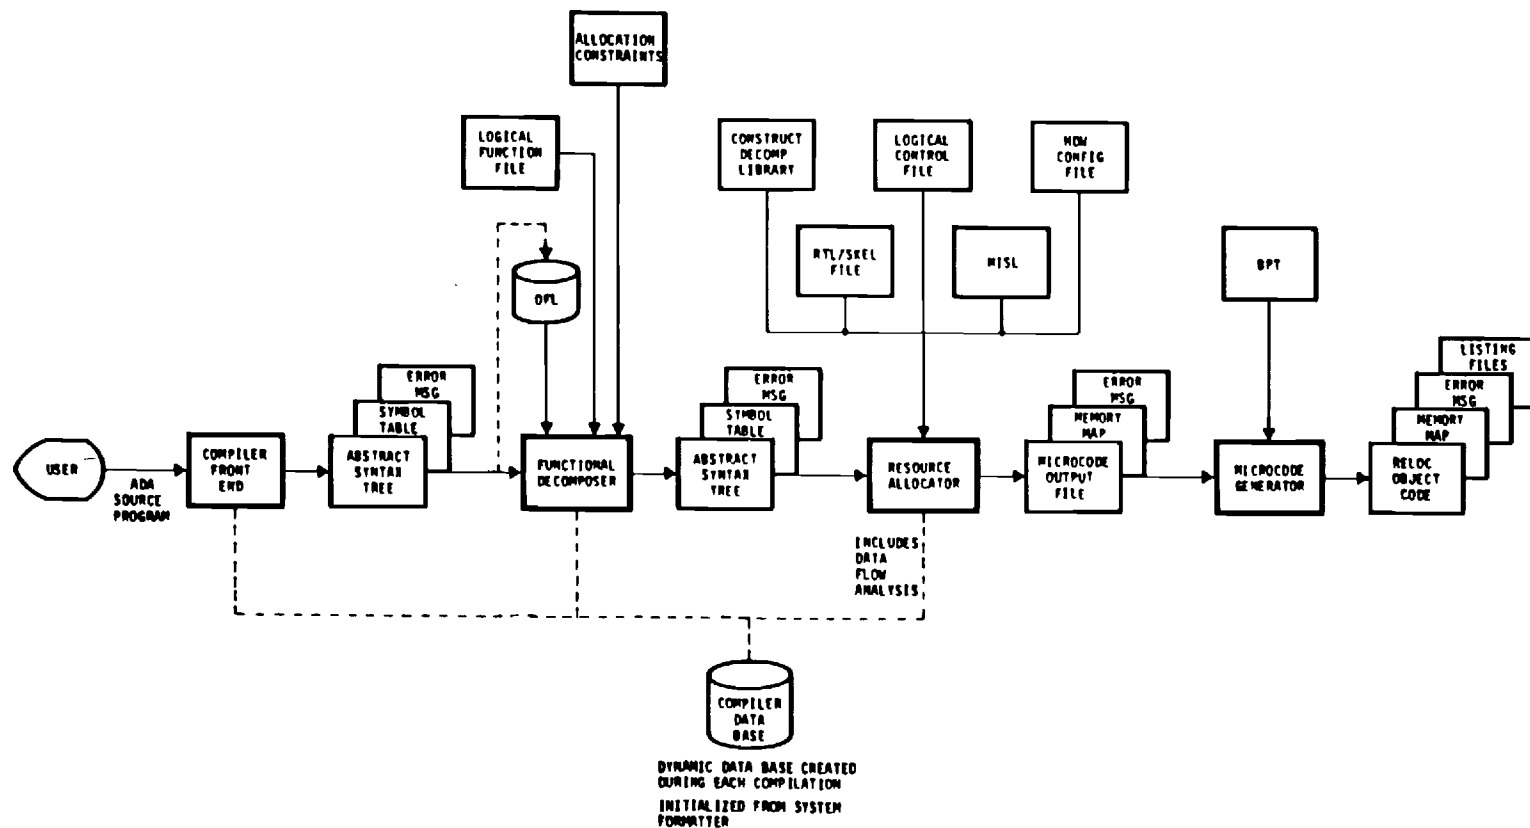 ALLOCATION
CONSTRAINTS
LOGICAL
FUNCTION
FILE
CONSTRUCT
DECOMP
LIBRARY
LOGICAL
CONTROL
FILE
HDW
CONFIG
FILE
RTL/SKEL
FILE
MISL
BPT
DFL
ERROR
MSG
SYMBOL
TABLE
ABSTRACT
SYNTAX
TREE
ERROR
MSG
SYMBOL
TABLE
ABSTRACT
SYNTAX
TREE
ERROR
MSG
MEMORY
MAP
MICROCODE
OUTPUT
FILE
LISTING
FILES
ERROR
MSG
MEMORY
MAP
RELOC
OBJECT
CODE
USER
ADA
SOURCE
PROGRAM
COMPILER
FRONT
END
FUNCTIONAL
DECOMPOSER
RESOURCE
ALLOCATOR
MICROCODE
GENERATOR
INCLUDES
DATA
FLOW
ANALYSIS
COMPILER
DATA
BASE
DYNAMIC DATA BASE CREATED
DURING EACH COMPILATION
INITIALIZED FROM SYSTEM
FORMATTER